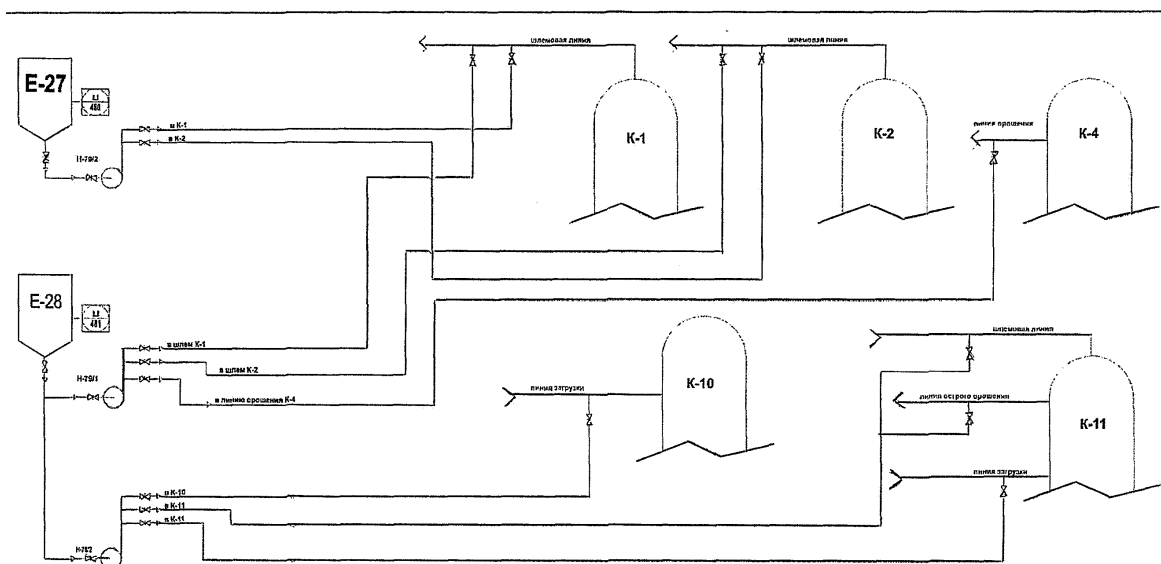 шлемовая линия
шлемовая линия
Е-27
LI
480
в К-1
линия орошения
К-1
К-2
К-4
в К-2
Н-79/2
Е-28
LI
481
шлемовая линия
в шлем К-1
в шлем К-2
Н-79/1
К-10
линия загрузки
в линию орошения К-4
линия острого орошения
К-11
линия загрузки
в К-10
в К-11
в К-11